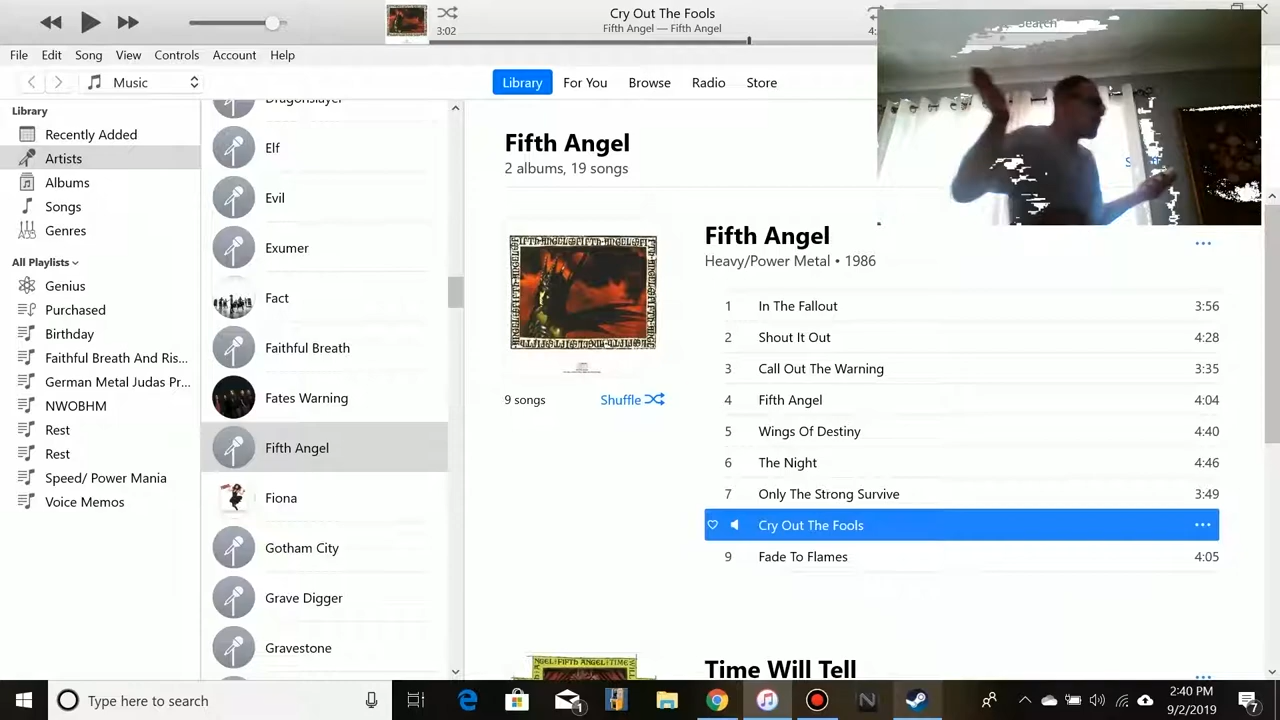 Cry Out The Fools
Fifth Angel — Fifth Angel
3:02
4:
Search
File Edit Song View Controls Account Help
Music
Library For You Browse Radio Store
Library
Recently Added
Artists
Albums
Songs
Genres
All Playlists
Genius
Purchased
Birthday
Faithful Breath And Ris...
German Metal Judas Pr...
NWOBHM
Rest
Rest
Speed/ Power Mania
Voice Memos
Dragonslayer
Elf
Evil
Exumer
Fact
Faithful Breath
Fates Warning
Fifth Angel
Fiona
Gotham City
Grave Digger
Gravestone
Fifth Angel
2 albums, 19 songs
9 songs
Shuffle
Fifth Angel
Heavy/Power Metal • 1986
1 In The Fallout 3:56
2 Shout It Out 4:28
3 Call Out The Warning 3:35
4 Fifth Angel 4:04
5 Wings Of Destiny 4:40
6 The Night 4:46
7 Only The Strong Survive 3:49
Cry Out The Fools
9 Fade To Flames 4:05
Time Will Tell
Type here to search
1
2:40 PM
9/2/2019
7